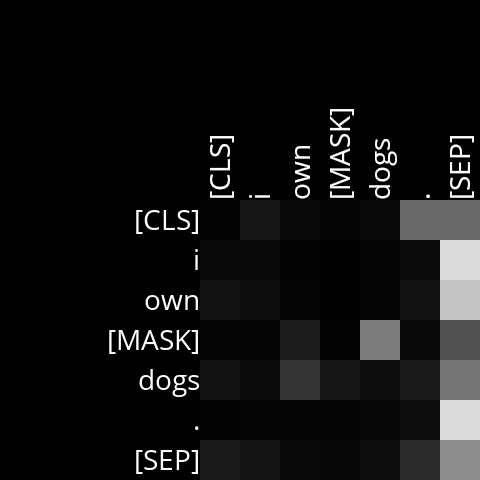 [CLS] i own [MASK] dogs . [SEP]
[CLS]
i
own
[MASK]
dogs
.
[SEP]